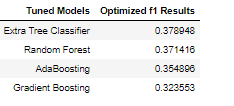 Tuned Models Optimized f1 Results
Extra Tree Classifier 0.378948
Random Forest 0.371416
AdaBoosting 0.354896
Gradient Boosting 0.323553